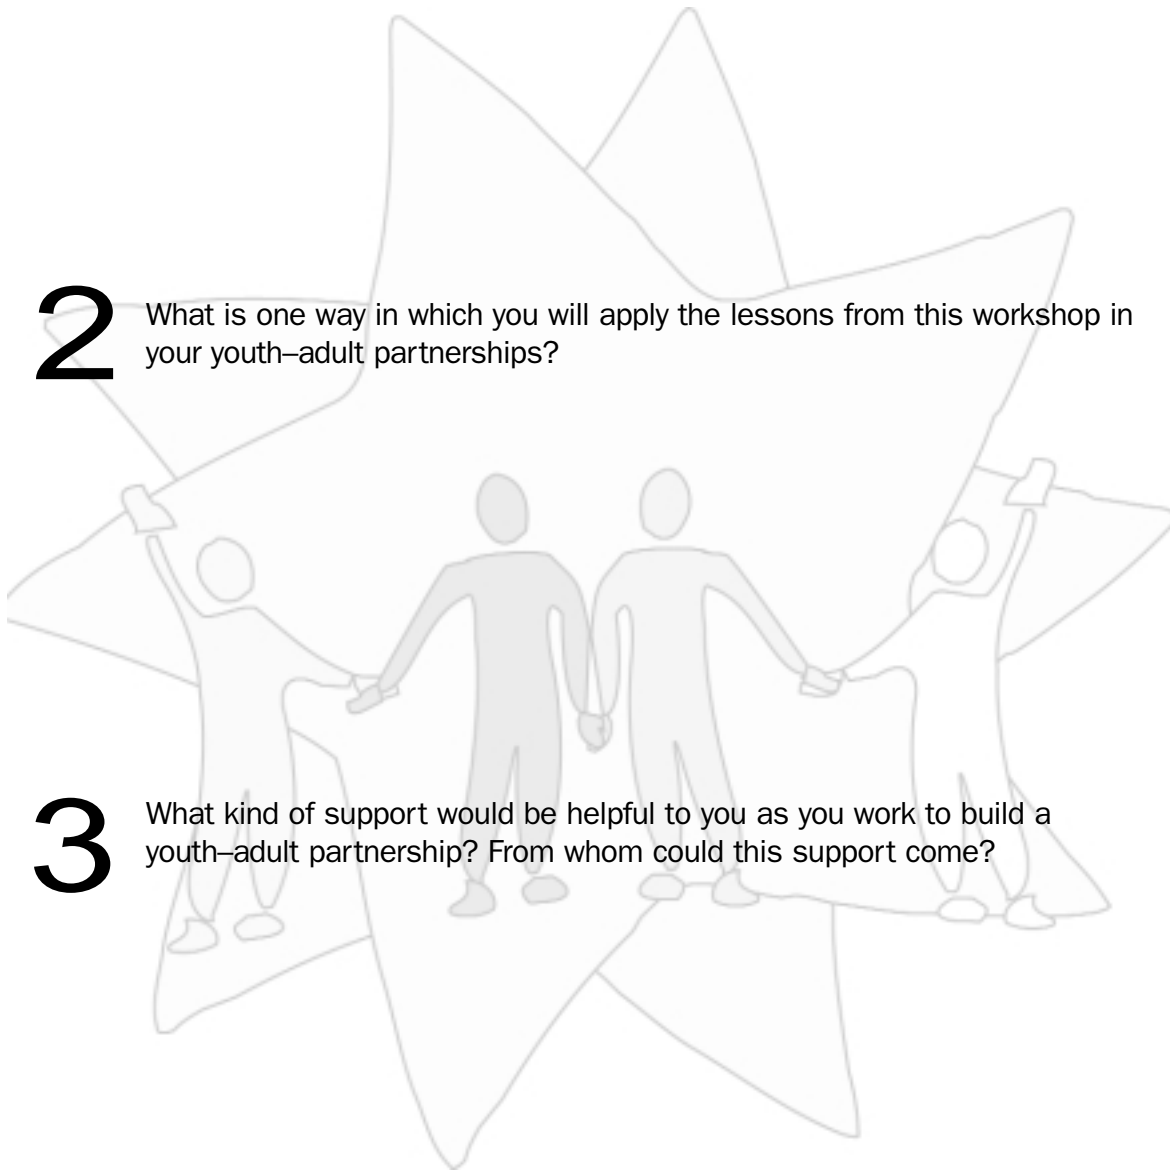 2 What is one way in which you will apply the lessons from this workshop in
your youth–adult partnerships?
3 What kind of support would be helpful to you as you work to build a
youth–adult partnership? From whom could this support come?